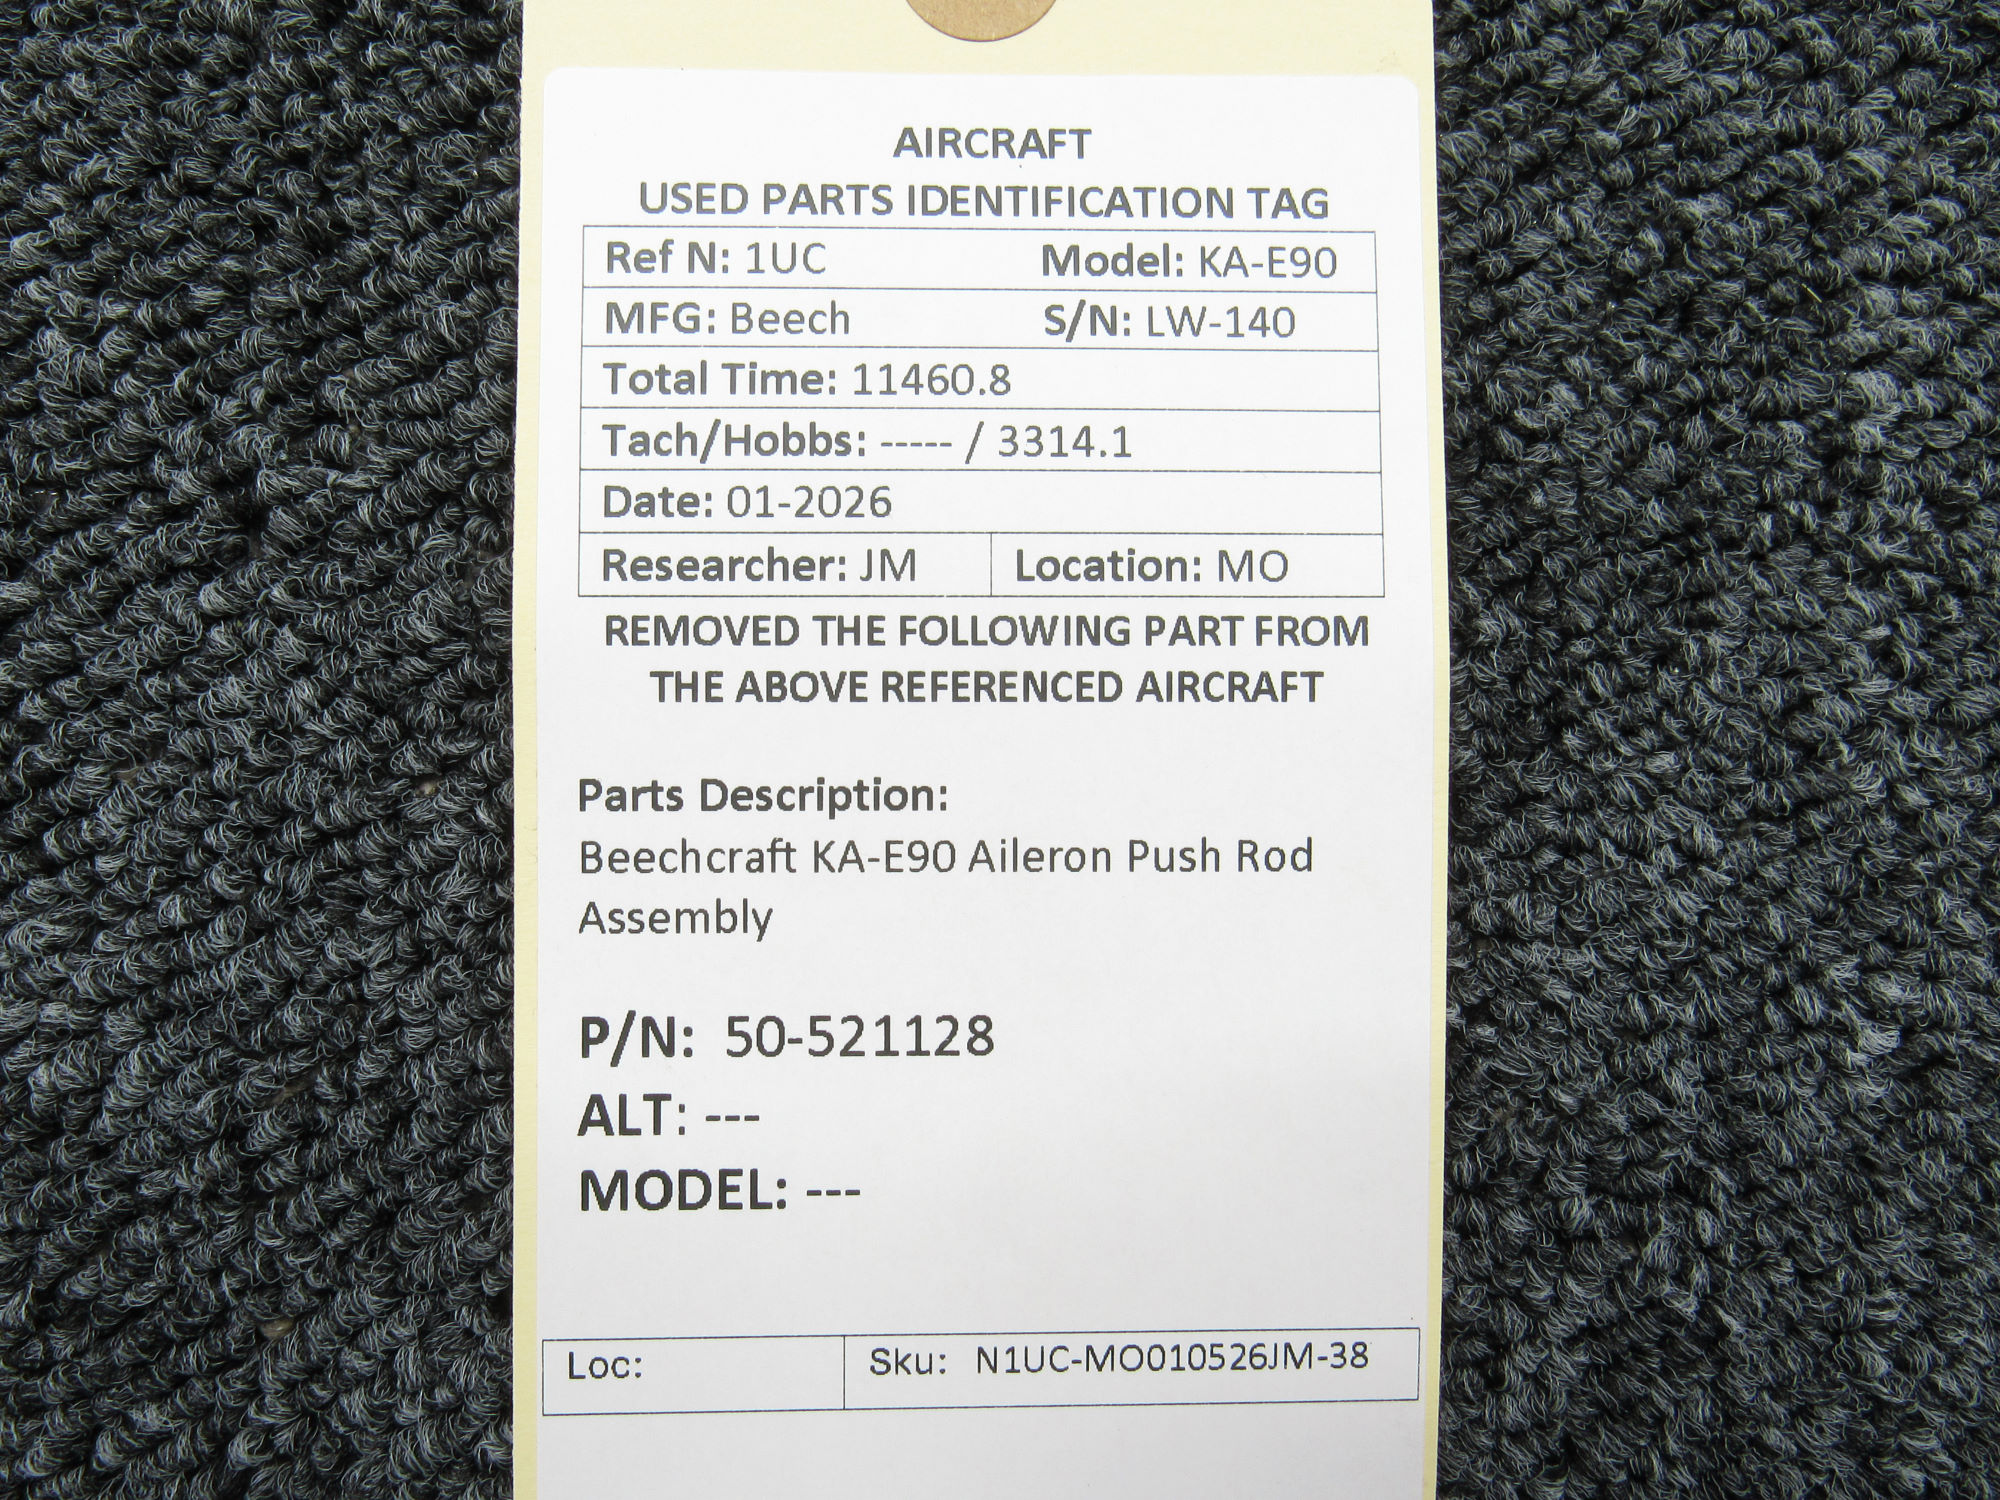 AIRCRAFT
USED PARTS IDENTIFICATION TAG
Ref N: 1UC Model: KA-E90
MFG: Beech S/N: LW-140
Total Time: 11460.8
Tach/Hobbs: ----- / 3314.1
Date: 01-2026
Researcher: JM Location: MO
REMOVED THE FOLLOWING PART FROM
THE ABOVE REFERENCED AIRCRAFT
Parts Description:
Beechcraft KA-E90 Aileron Push Rod
Assembly
P/N: 50-521128
ALT: ---
MODEL: ---
Loc: Sku: N1UC-MO010526JM-38